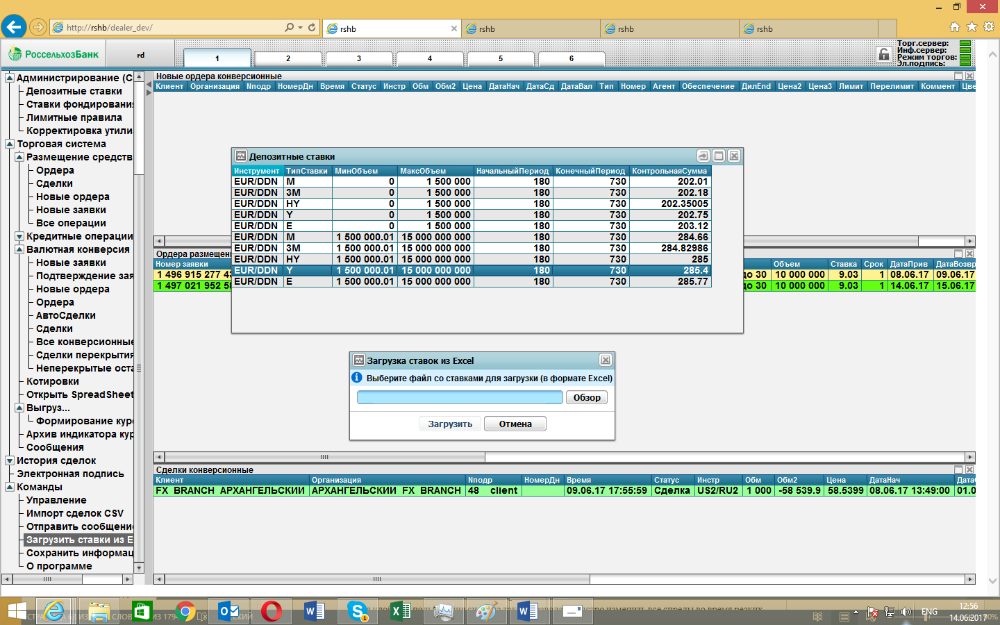 http://rshb/dealer_dev/
rshb
rshb
rshb
rshb
РоссельхозБанк
rd
1
2
3
4
5
6
Торг.сервер:
Инф.сервер:
Режим торгов:
Эл.подпись:
Администрирование (С
Депозитные ставки
Ставки фондирования
Лимитные правила
Корректировка утили
Торговая система
Размещение средств
Ордера
Сделки
Новые ордера
Новые заявки
Все операции
Кредитные операции
Валютная конверсия
Новые заявки
Подтверждение зая
Новые ордера
Ордера
АвтоСделки
Сделки
Все конверсионные
Сделки перекрытия
Неперекрытые оста
Котировки
Открыть SpreadSheet
Выгруз...
Формирование кур
Архив индикатора кур
Сообщения
История сделок
Электронная подпись
Команды
Управление
Импорт сделок CSV
Отправить сообщение
Загрузить ставки из E
Сохранить информац
О программе
Новые ордера конверсионные
Клиент Организация Nподр НомерДн Время Статус Инстр Обм Обм2 Цена ДатаНач ДатаСд ДатаВал Тип Номер Агент Обеспечение ДилEnd Цена2 Цена3 Лимит Перелимит Коммент Цве
Депозитные ставки
Инструмент ТипСтавки МинОбъем МаксОбъем НачальныйПериод КонечныйПериод КонтрольнаяСумма
EUR/DDN M 0 1 500 000 180 730 202.01
EUR/DDN 3M 0 1 500 000 180 730 202.18
EUR/DDN HY 0 1 500 000 180 730 202.35005
EUR/DDN Y 0 1 500 000 180 730 202.75
EUR/DDN E 0 1 500 000 180 730 203.12
EUR/DDN M 1 500 000.01 15 000 000 000 180 730 284.66
EUR/DDN 3M 1 500 000.01 15 000 000 000 180 730 284.82986
EUR/DDN HY 1 500 000.01 15 000 000 000 180 730 285
EUR/DDN Y 1 500 000.01 15 000 000 000 180 730 285.4
EUR/DDN E 1 500 000.01 15 000 000 000 180 730 285.77
Ордера размещен
Номер заявки Объем Ставка Срок ДатаПрив ДатаВозвр
1 496 915 277 43 до 30 10 000 000 9.03 1 08.06.17 09.06.17
1 497 021 952 58 до 30 10 000 000 9.03 1 14.06.17 15.06.17
Загрузка ставок из Excel
Выберите файл со ставками для загрузки (в формате Excel)
Обзор
Загрузить Отмена
Сделки конверсионные
Клиент Организация Nподр НомерДн Время Статус Инстр Обм Обм2 Цена ДатаНач Дата
FX BRANCH АРХАНГЕЛЬСКИЙ АРХАНГЕЛЬСКИЙ FX BRANCH 48 client 09.06.17 17:55:59 Сделка US2/RU2 1 000 -58 539.9 58.5399 08.06.17 13:49:00 01.0
ENG
12:56
14.06.2017